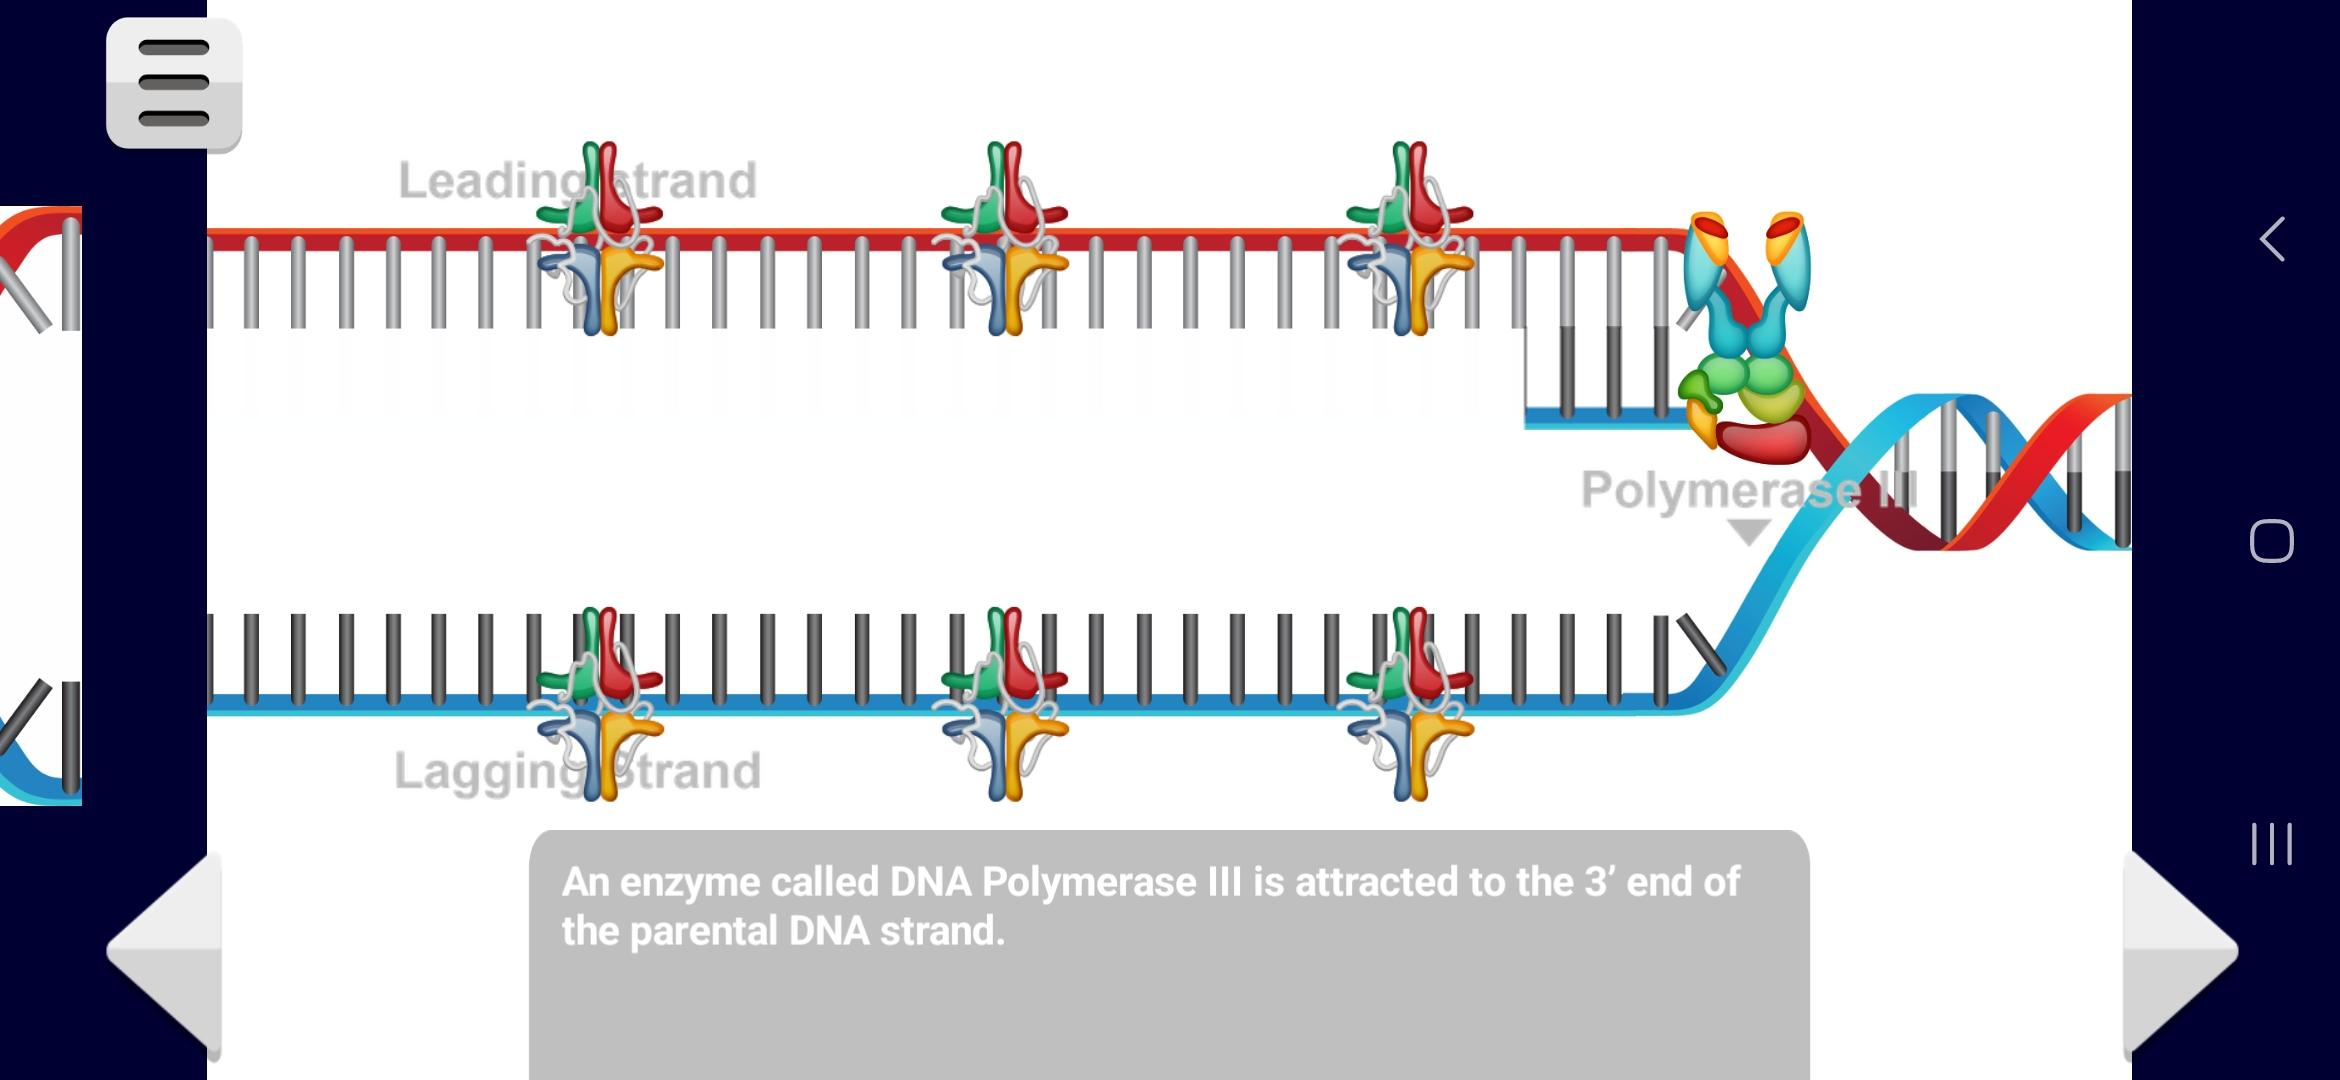 Leading strand
Polymerase III
Lagging strand
An enzyme called DNA Polymerase III is attracted to the 3’ end of
the parental DNA strand.